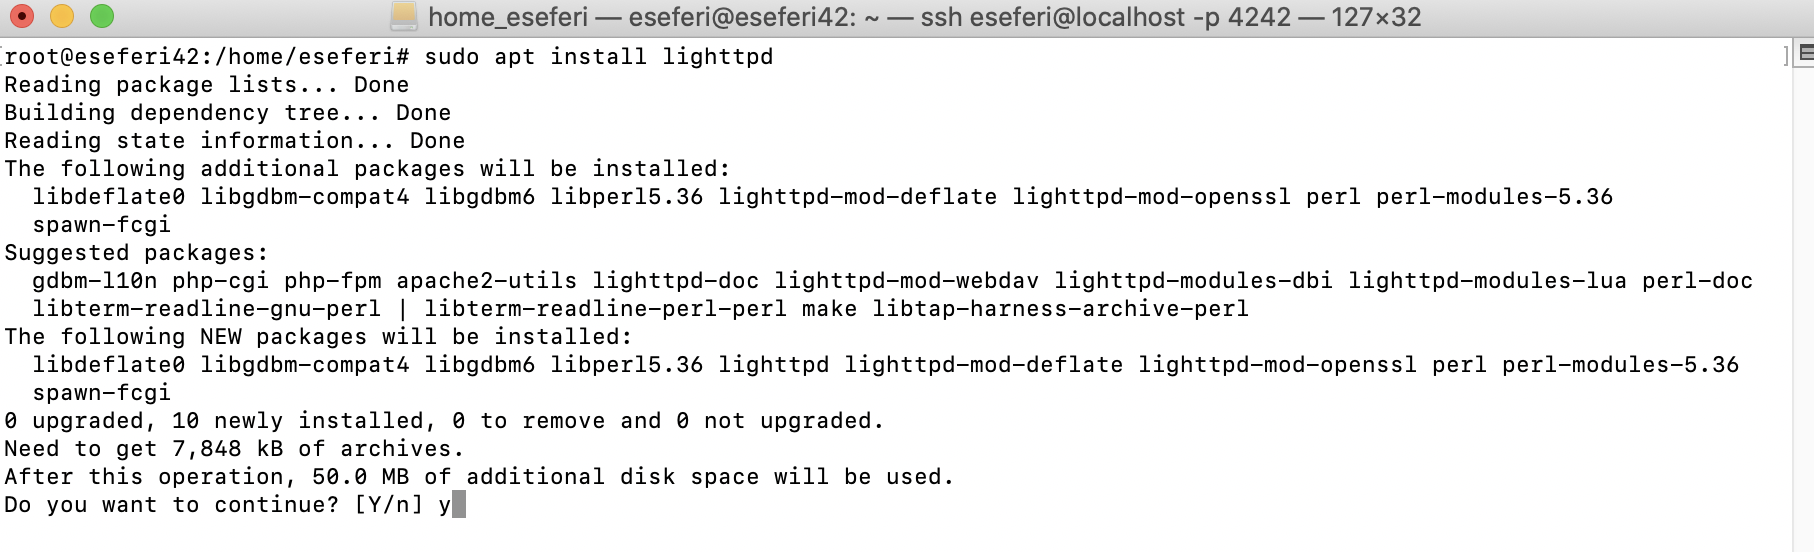 home_eseferi — eseferi@eseferi42: ~ — ssh eseferi@localhost -p 4242 — 127×32
[root@eseferi42:/home/eseferi# sudo apt install lighttpd ]
Reading package lists... Done
Building dependency tree... Done
Reading state information... Done
The following additional packages will be installed:
  libdeflate0 libgdbm-compat4 libgdbm6 libperl5.36 lighttpd-mod-deflate lighttpd-mod-openssl perl perl-modules-5.36
  spawn-fcgi
Suggested packages:
  gdbm-l10n php-cgi php-fpm apache2-utils lighttpd-doc lighttpd-mod-webdav lighttpd-modules-dbi lighttpd-modules-lua perl-doc
  libterm-readline-gnu-perl | libterm-readline-perl-perl make libtap-harness-archive-perl
The following NEW packages will be installed:
  libdeflate0 libgdbm-compat4 libgdbm6 libperl5.36 lighttpd lighttpd-mod-deflate lighttpd-mod-openssl perl perl-modules-5.36
  spawn-fcgi
0 upgraded, 10 newly installed, 0 to remove and 0 not upgraded.
Need to get 7,848 kB of archives.
After this operation, 50.0 MB of additional disk space will be used.
Do you want to continue? [Y/n] y